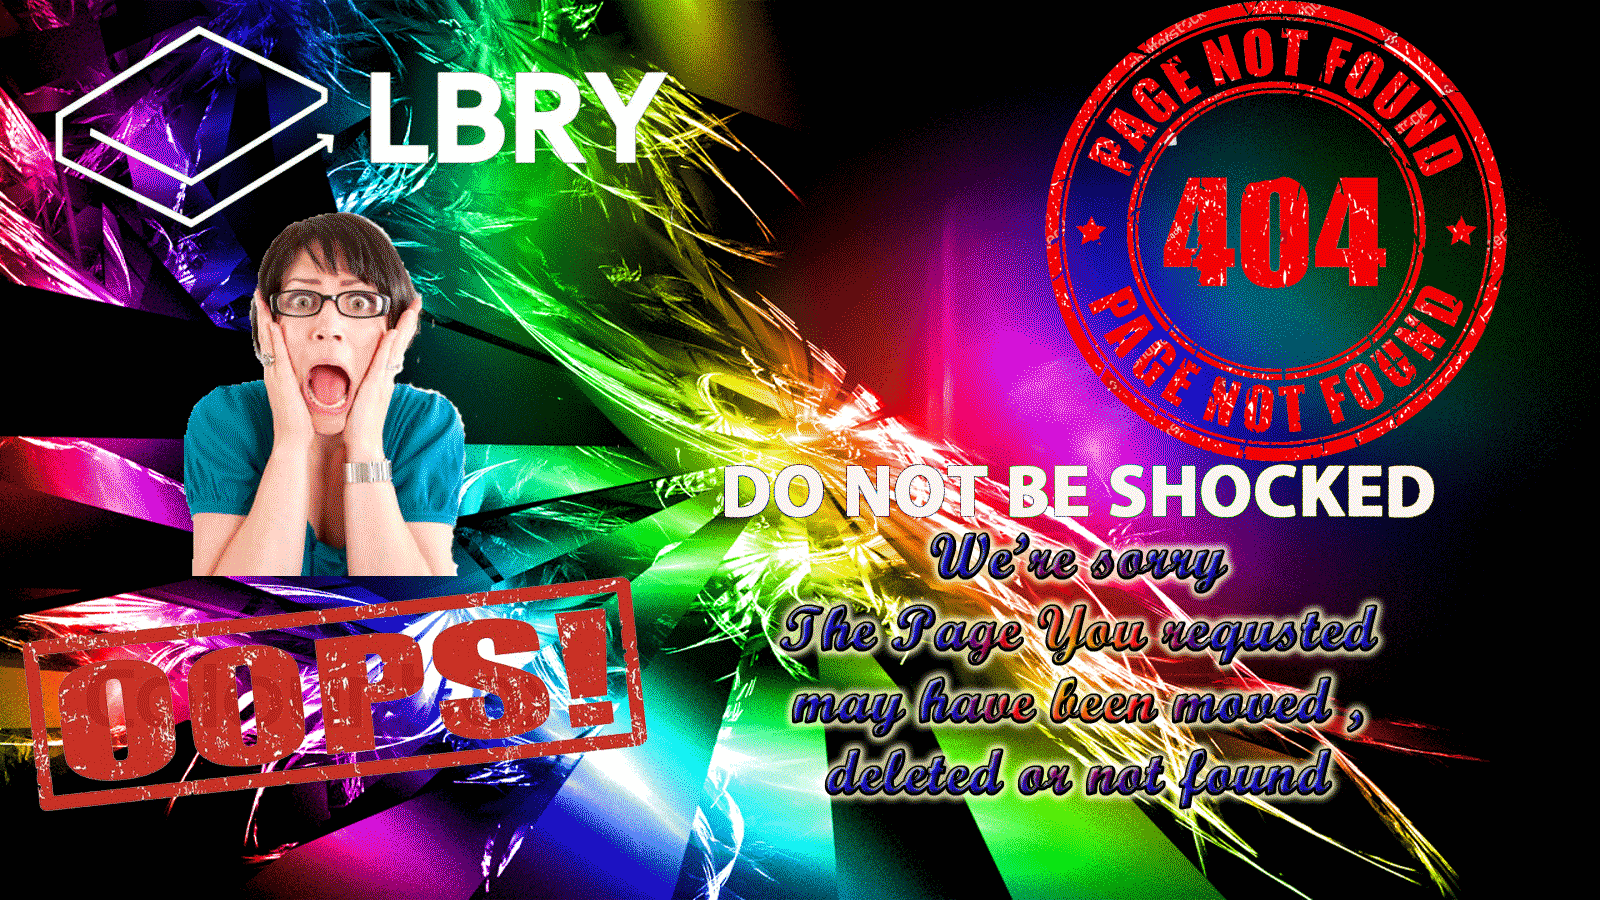 LBRY
PAGE NOT FOUND
404
PAGE NOT FOUND
DO NOT BE SHOCKED
We're sorry
The Page You requsted
may have been moved ,
deleted or not found
OOPS!